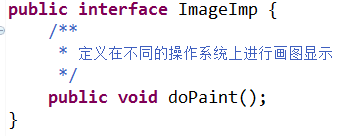 public interface ImageImp {
/**
* 定义在不同的操作系统上进行画图显示
*/
public void doPaint();
}